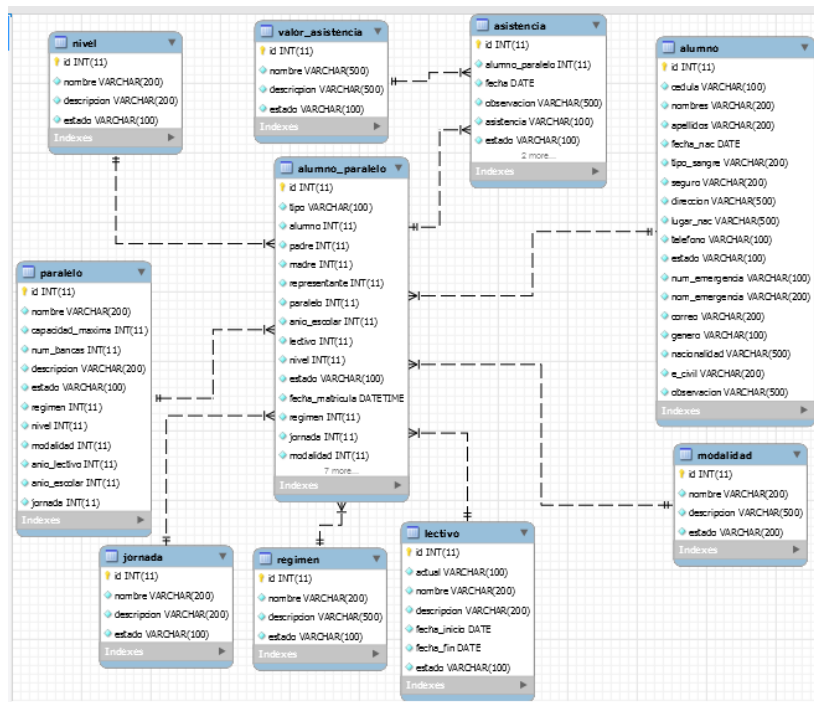 nivel
id INT(11)
nombre VARCHAR(200)
descripcion VARCHAR(200)
estado VARCHAR(100)
Indexes
valor_asistencia
id INT(11)
nombre VARCHAR(500)
descricpion VARCHAR(500)
estado VARCHAR(100)
Indexes
asistencia
id INT(11)
alumno_paralelo INT(11)
fecha DATE
observacion VARCHAR(500)
asistencia VARCHAR(100)
estado VARCHAR(100)
2 more...
Indexes
alumno
id INT(11)
cedula VARCHAR(100)
nombres VARCHAR(200)
apellidos VARCHAR(200)
fecha_nac DATE
tipo_sangre VARCHAR(200)
seguro VARCHAR(200)
direccion VARCHAR(500)
lugar_nac VARCHAR(500)
telefono VARCHAR(100)
estado VARCHAR(100)
num_emergencia VARCHAR(100)
nom_emergencia VARCHAR(200)
correo VARCHAR(200)
genero VARCHAR(100)
nacionalidad VARCHAR(500)
e_civil VARCHAR(200)
observacion VARCHAR(500)
Indexes
alumno_paralelo
id INT(11)
tipo VARCHAR(100)
alumno INT(11)
padre INT(11)
madre INT(11)
representante INT(11)
paralelo INT(11)
anio_escolar INT(11)
lectivo INT(11)
nivel INT(11)
estado VARCHAR(100)
fecha_matricula DATETIME
regimen INT(11)
jornada INT(11)
modalidad INT(11)
7 more...
Indexes
paralelo
id INT(11)
nombre VARCHAR(200)
capacidad_maxima INT(11)
num_bancas INT(11)
descripcion VARCHAR(200)
estado VARCHAR(100)
regimen INT(11)
nivel INT(11)
modalidad INT(11)
anio_lectivo INT(11)
anio_escolar INT(11)
jornada INT(11)
Indexes
modalidad
id INT(11)
nombre VARCHAR(200)
descripcion VARCHAR(500)
estado VARCHAR(200)
Indexes
jornada
id INT(11)
nombre VARCHAR(200)
descripcion VARCHAR(200)
estado VARCHAR(100)
Indexes
regimen
id INT(11)
nombre VARCHAR(200)
descripcion VARCHAR(500)
estado VARCHAR(100)
Indexes
lectivo
id INT(11)
actual VARCHAR(100)
nombre VARCHAR(200)
descripcion VARCHAR(200)
fecha_inicio DATE
fecha_fin DATE
estado VARCHAR(100)
Indexes